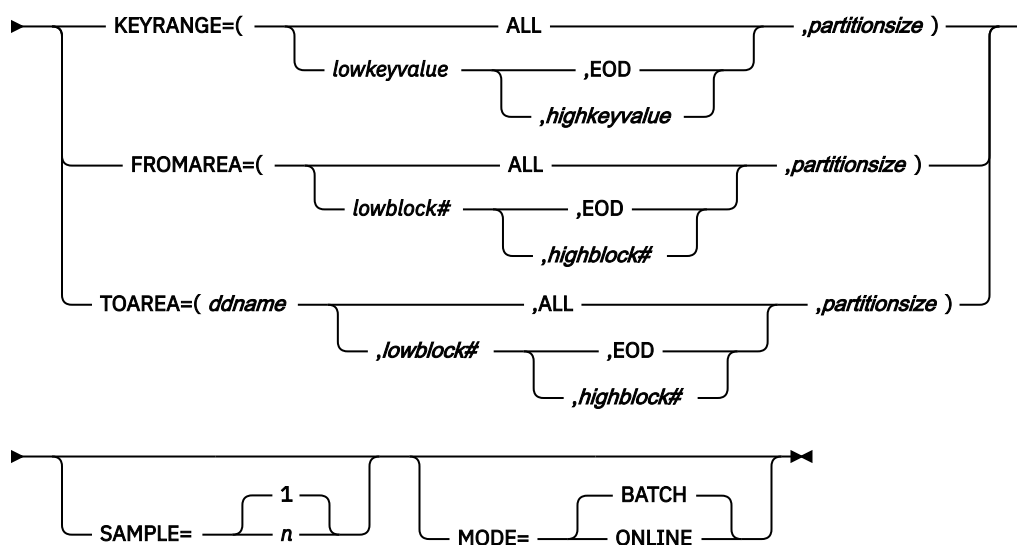 KEYRANGE=( ALL ,partitionsize )
lowkeyvalue ,EOD
,highkeyvalue
FROMAREA=( ALL ,partitionsize )
lowblock# ,EOD
,highblock#
TOAREA=( ddname ,ALL ,partitionsize )
,lowblock# ,EOD
,highblock#
1 BATCH
SAMPLE= n MODE= ONLINE